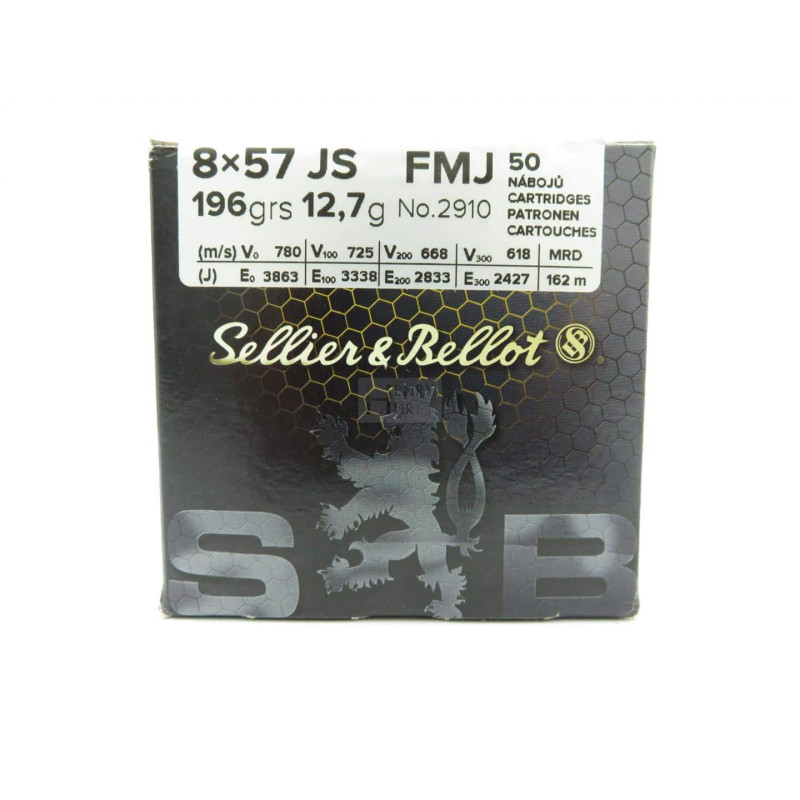 8×57 JS FMJ 50
NÁBOJŮ
196grs 12,7g No.2910 CARTRIDGES
PATRONEN
CARTOUCHES
(m/s) V₀ 780 V₁₀₀ 725 V₂₀₀ 668 V₃₀₀ 618 MRD
(J) E₀ 3863 E₁₀₀ 3338 E₂₀₀ 2833 E₃₀₀ 2427 162 m
Sellier & Bellot
S B